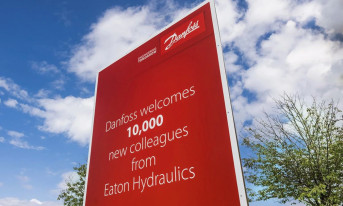 Danfoss
Danfoss welcomes
10,000
new colleagues
from
Eaton Hydraulics